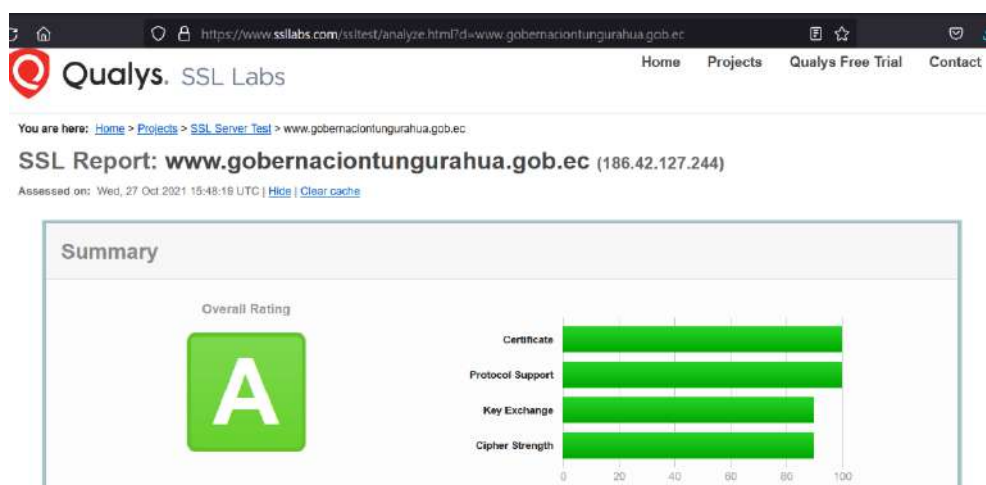 https://www.ssllabs.com/ssltest/analyze.html?d=www.gobernaciontungurahua.gob.ec
Qualys. SSL Labs
Home Projects Qualys Free Trial Contact
You are here: Home > Projects > SSL Server Test > www.gobernaciontungurahua.gob.ec
SSL Report: www.gobernaciontungurahua.gob.ec (186.42.127.244)
Assessed on: Wed, 27 Oct 2021 15:48:19 UTC | Hide | Clear cache
Summary
Overall Rating
A
Certificate
Protocol Support
Key Exchange
Cipher Strength
0 20 40 60 80 100